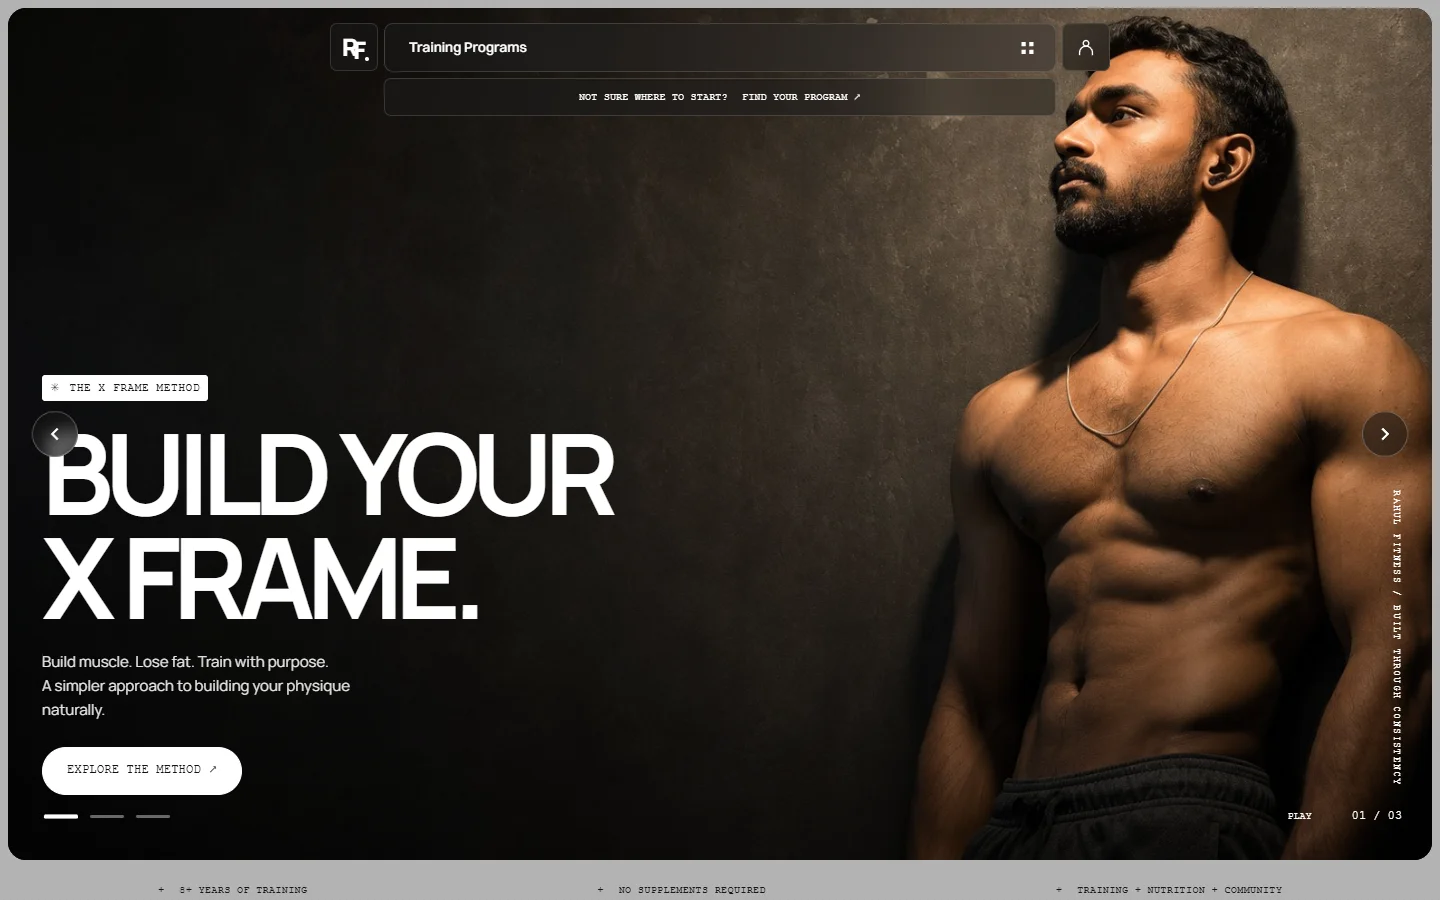 RF.
Training Programs
NOT SURE WHERE TO START? FIND YOUR PROGRAM ↗
✳ THE X FRAME METHOD
BUILD YOUR
X FRAME.
Build muscle. Lose fat. Train with purpose.
A simpler approach to building your physique
naturally.
EXPLORE THE METHOD ↗
RAHUL FITNESS / BUILT THROUGH CONSISTENCY
PLAY 01 / 03
+ 8+ YEARS OF TRAINING
+ NO SUPPLEMENTS REQUIRED
+ TRAINING + NUTRITION + COMMUNITY